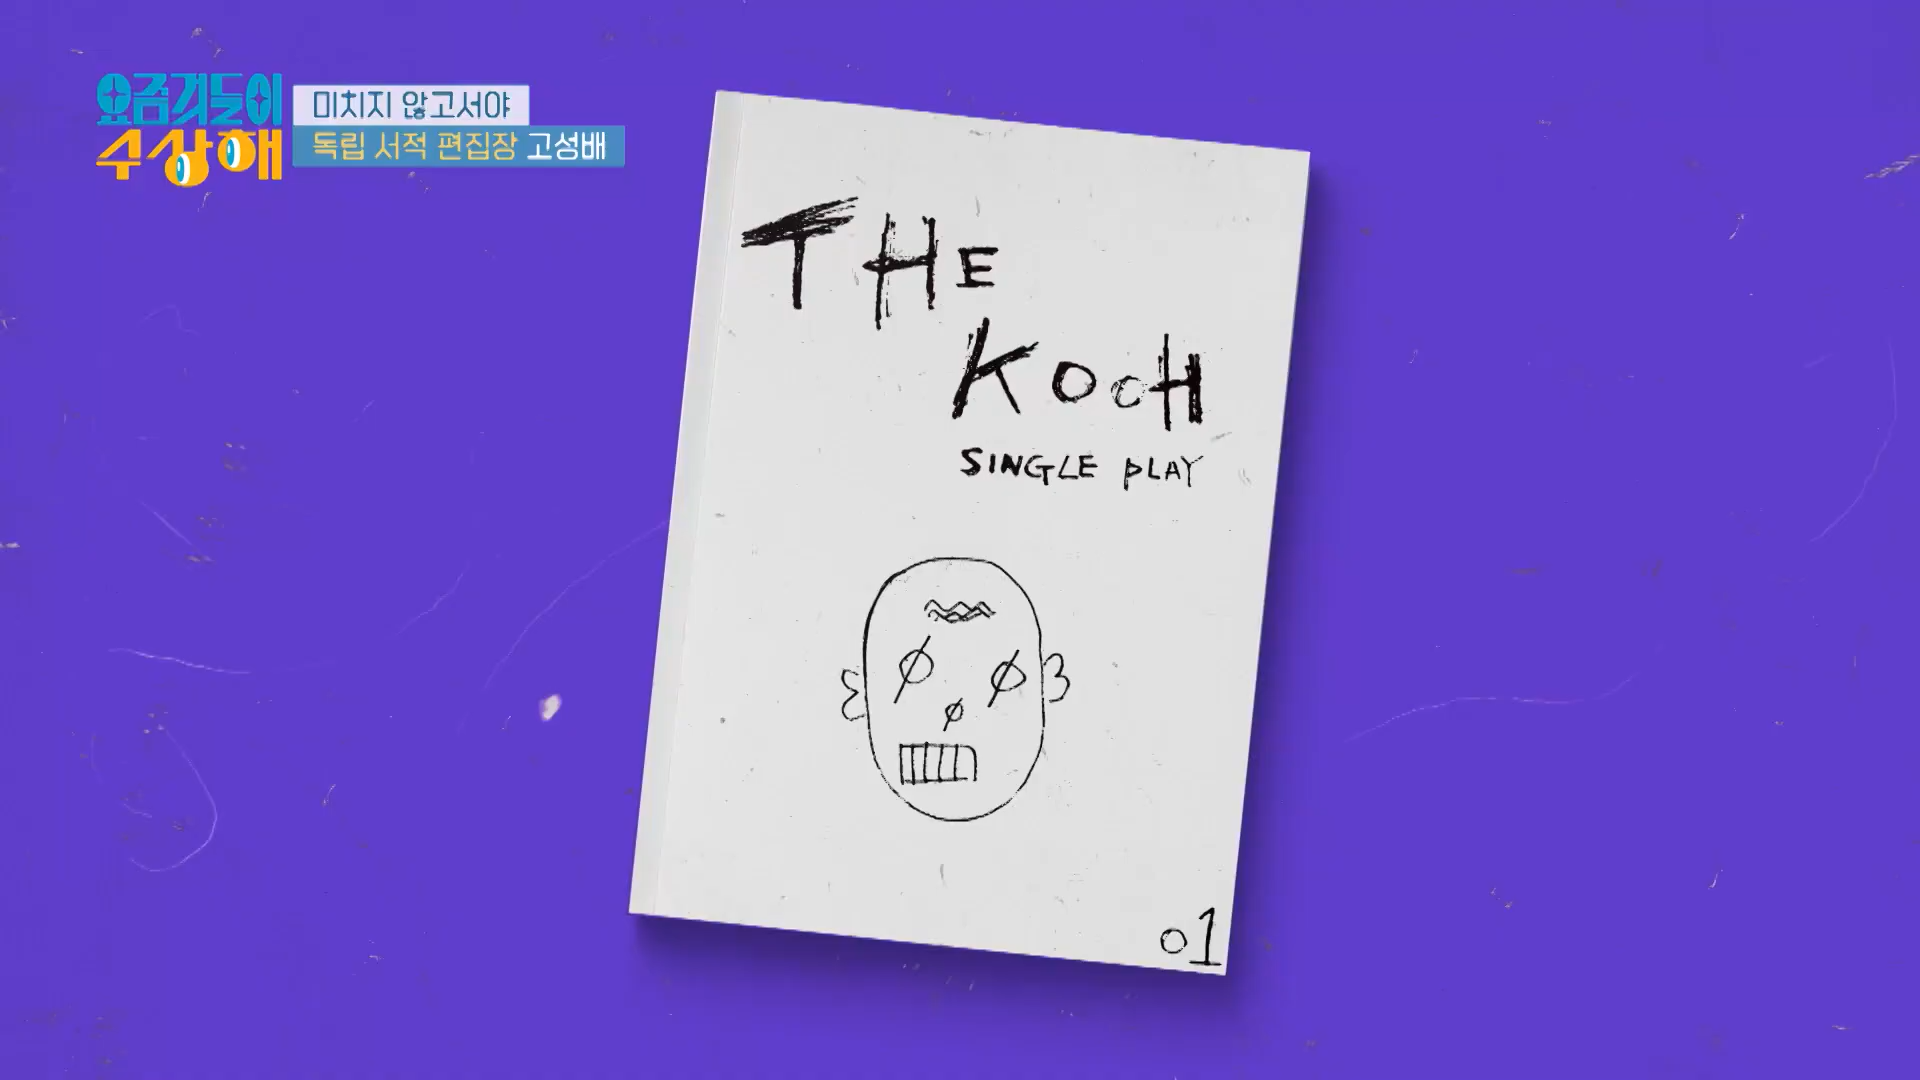 요즘것들이
수상해
미치지 않고서야
독립 서적 편집장 고성배
THE
KOOH
SINGLE PLAY
01